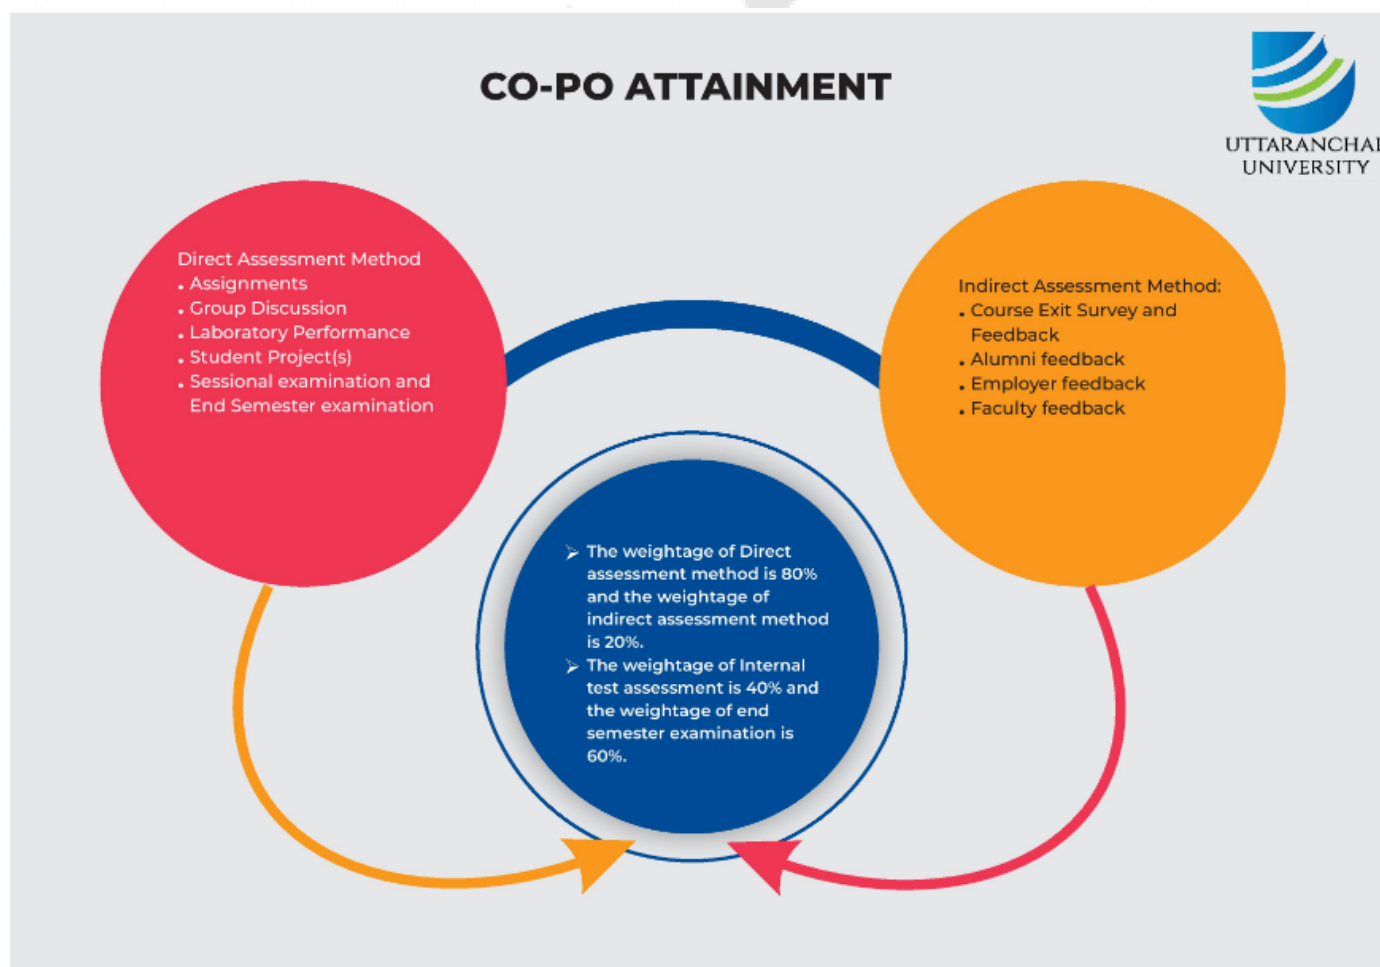 CO-PO ATTAINMENT
UTTARANCHAL
UNIVERSITY
Direct Assessment Method
. Assignments
. Group Discussion
. Laboratory Performance
. Student Project(s)
. Sessional examination and
End Semester examination
Indirect Assessment Method:
. Course Exit Survey and
Feedback
. Alumni feedback
. Employer feedback
. Faculty feedback
➢ The weightage of Direct
assessment method is 80%
and the weightage of
indirect assessment method
is 20%.
➢ The weightage of Internal
test assessment is 40% and
the weightage of end
semester examination is
60%.